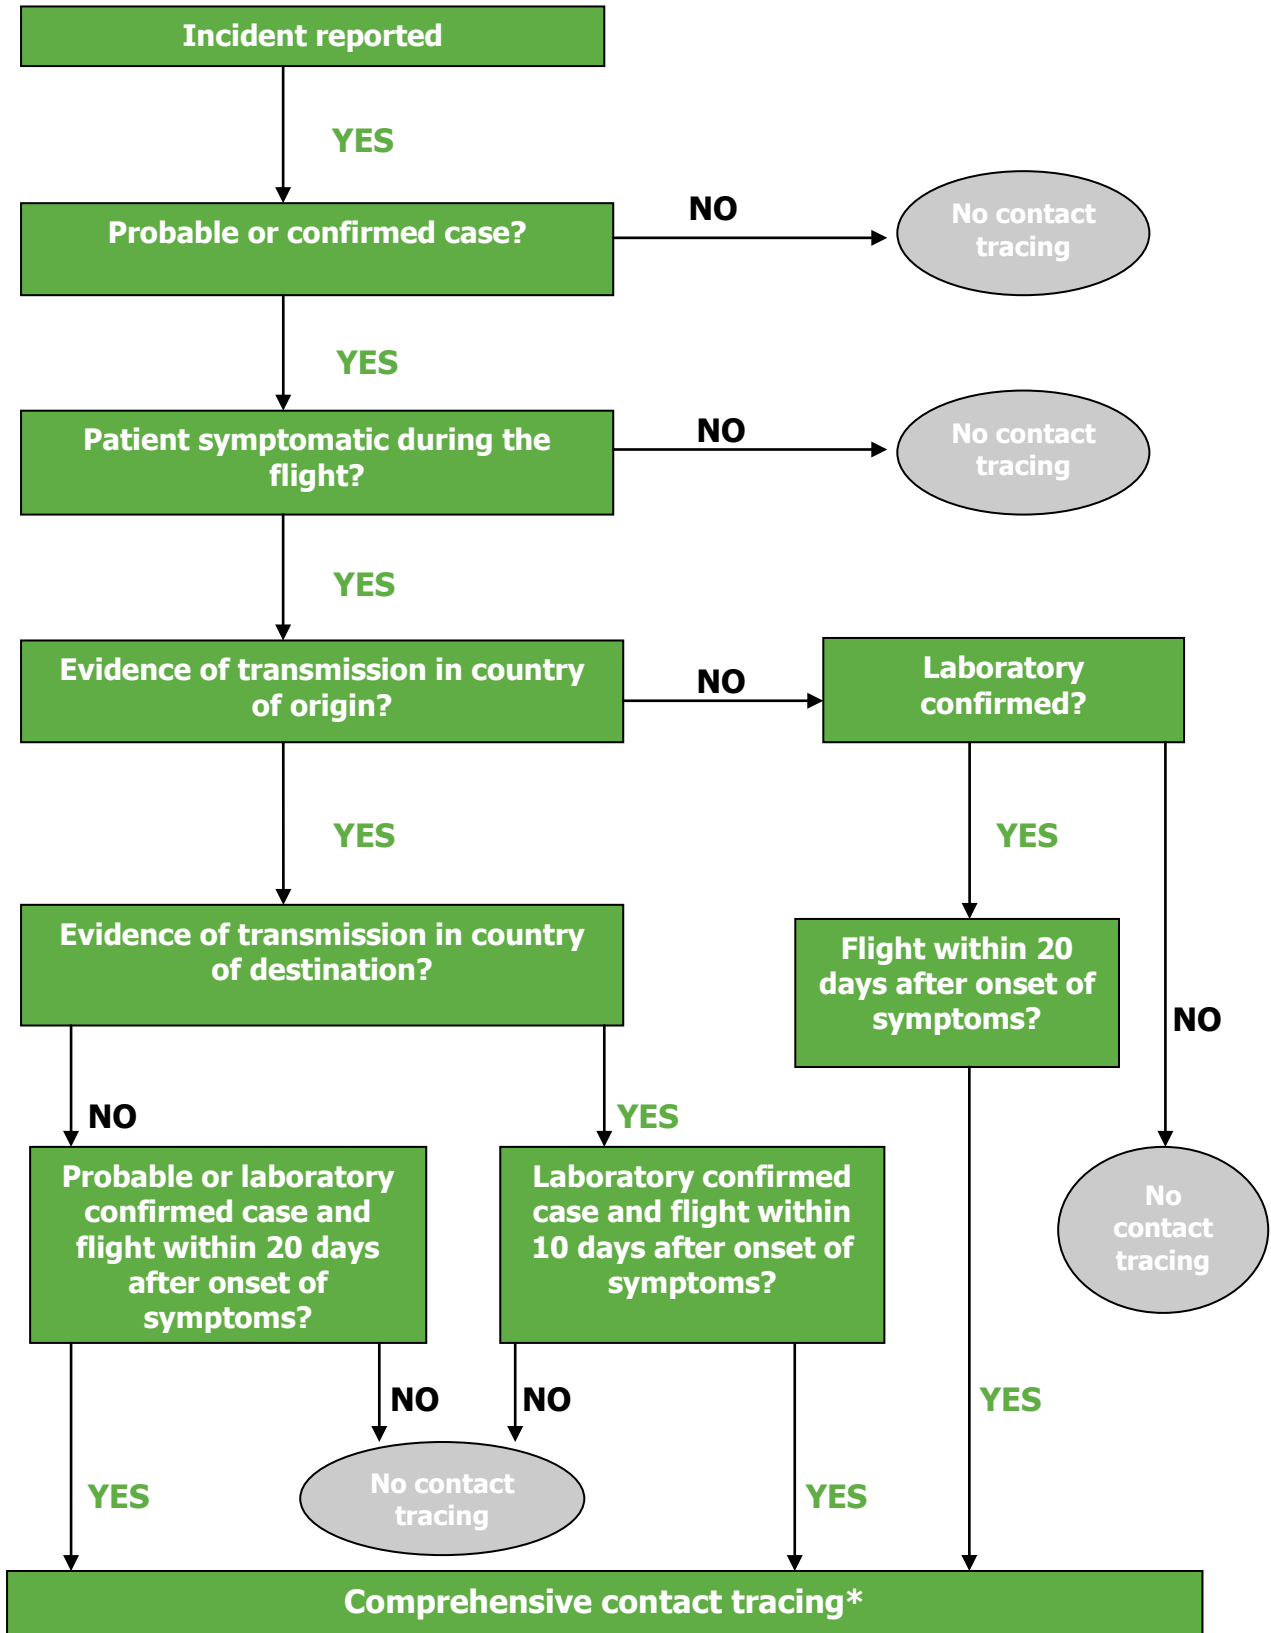 Incident reported
YES
Probable or confirmed case?
NO
No contact
tracing
YES
Patient symptomatic during the
flight?
NO
No contact
tracing
YES
Evidence of transmission in country
of origin?
NO
Laboratory
confirmed?
YES
YES
Evidence of transmission in country
of destination?
Flight within 20
days after onset of
symptoms?
NO
NO
YES
Probable or laboratory
confirmed case and
flight within 20 days
after onset of
symptoms?
Laboratory confirmed
case and flight within
10 days after onset of
symptoms?
No
contact
tracing
NO
NO
YES
No contact
tracing
YES
YES
Comprehensive contact tracing*